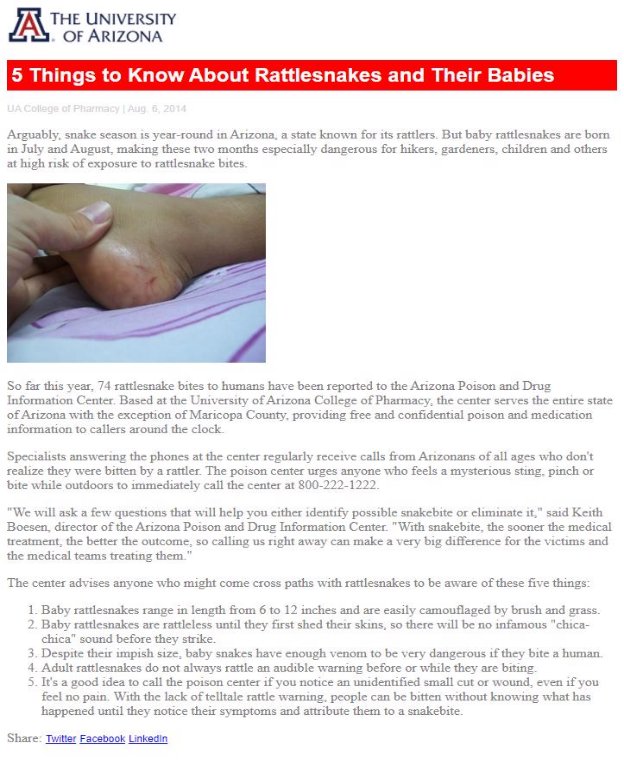 THE UNIVERSITY
OF ARIZONA
5 Things to Know About Rattlesnakes and Their Babies
UA College of Pharmacy | Aug. 6, 2014
Arguably, snake season is year-round in Arizona, a state known for its rattlers. But baby rattlesnakes are born
in July and August, making these two months especially dangerous for hikers, gardeners, children and others
at high risk of exposure to rattlesnake bites.
So far this year, 74 rattlesnake bites to humans have been reported to the Arizona Poison and Drug
Information Center. Based at the University of Arizona College of Pharmacy, the center serves the entire state
of Arizona with the exception of Maricopa County, providing free and confidential poison and medication
information to callers around the clock.
Specialists answering the phones at the center regularly receive calls from Arizonans of all ages who don't
realize they were bitten by a rattler. The poison center urges anyone who feels a mysterious sting, pinch or
bite while outdoors to immediately call the center at 800-222-1222.
"We will ask a few questions that will help you either identify possible snakebite or eliminate it," said Keith
Boesen, director of the Arizona Poison and Drug Information Center. "With snakebite, the sooner the medical
treatment, the better the outcome, so calling us right away can make a very big difference for the victims and
the medical teams treating them."
The center advises anyone who might come cross paths with rattlesnakes to be aware of these five things:
1. Baby rattlesnakes range in length from 6 to 12 inches and are easily camouflaged by brush and grass.
2. Baby rattlesnakes are rattleless until they first shed their skins, so there will be no infamous "chica-
chica" sound before they strike.
3. Despite their impish size, baby snakes have enough venom to be very dangerous if they bite a human.
4. Adult rattlesnakes do not always rattle an audible warning before or while they are biting.
5. It's a good idea to call the poison center if you notice an unidentified small cut or wound, even if you
feel no pain. With the lack of telltale rattle warning, people can be bitten without knowing what has
happened until they notice their symptoms and attribute them to a snakebite.
Share: Twitter Facebook LinkedIn